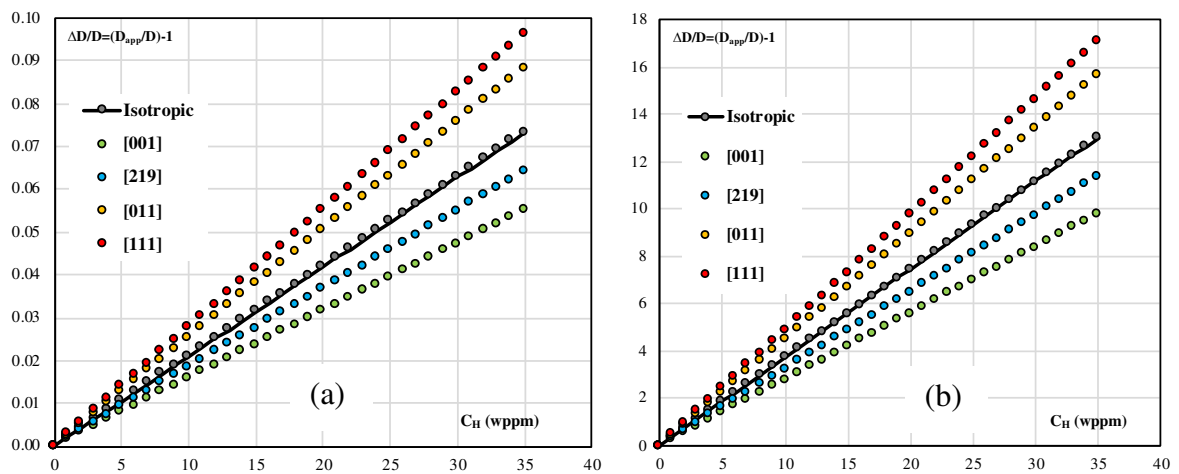 0.10
0.09
0.08
0.07
0.06
0.05
0.04
0.03
0.02
0.01
0.00
ΔD/D=(Dapp/D)-1
Isotropic
[001]
[219]
[011]
[111]
(a)
C_H (wppm)
0 5 10 15 20 25 30 35 40
18
16
14
12
10
8
6
4
2
0
ΔD/D=(Dapp/D)-1
Isotropic
[001]
[219]
[011]
[111]
(b)
C_H (wppm)
0 5 10 15 20 25 30 35 40